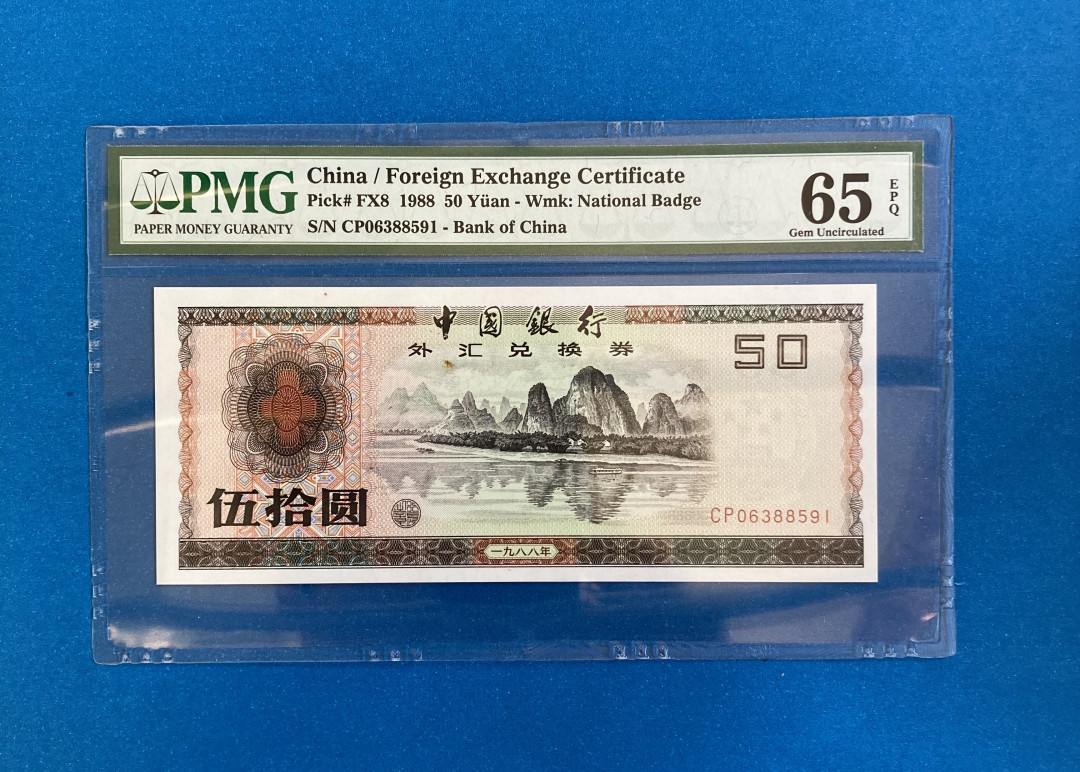 PMG
PAPER MONEY GUARANTY
China / Foreign Exchange Certificate
Pick# FX8 1988 50 Yüan - Wmk: National Badge
S/N CP06388591 - Bank of China
65 EPQ
Gem Uncirculated
中國銀行
外汇兑换券
50
伍拾圆
CP06388591
一九八八年